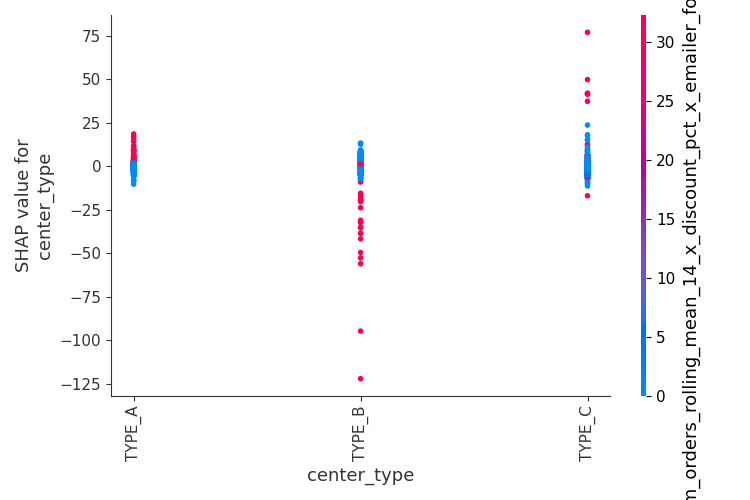 75
50
25
0
−25
−50
−75
−100
−125
SHAP value for
center_type
TYPE_A
TYPE_B
TYPE_C
center_type
30
25
20
15
10
5
0
m_orders_rolling_mean_14_x_discount_pct_x_emailer_fo